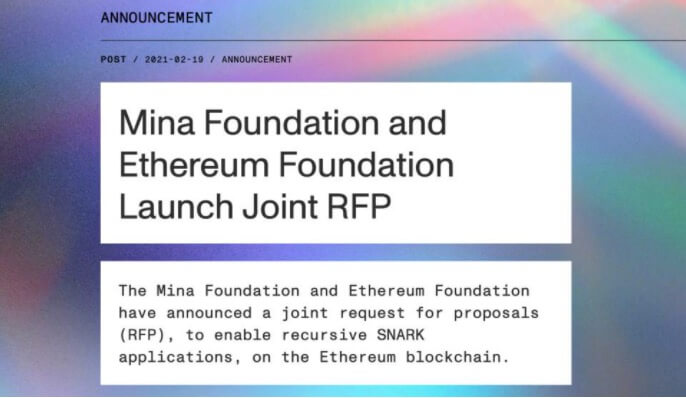 ANNOUNCEMENT
POST / 2021-02-19 / ANNOUNCEMENT
Mina Foundation and
Ethereum Foundation
Launch Joint RFP
The Mina Foundation and Ethereum Foundation
have announced a joint request for proposals
(RFP), to enable recursive SNARK
applications, on the Ethereum blockchain.